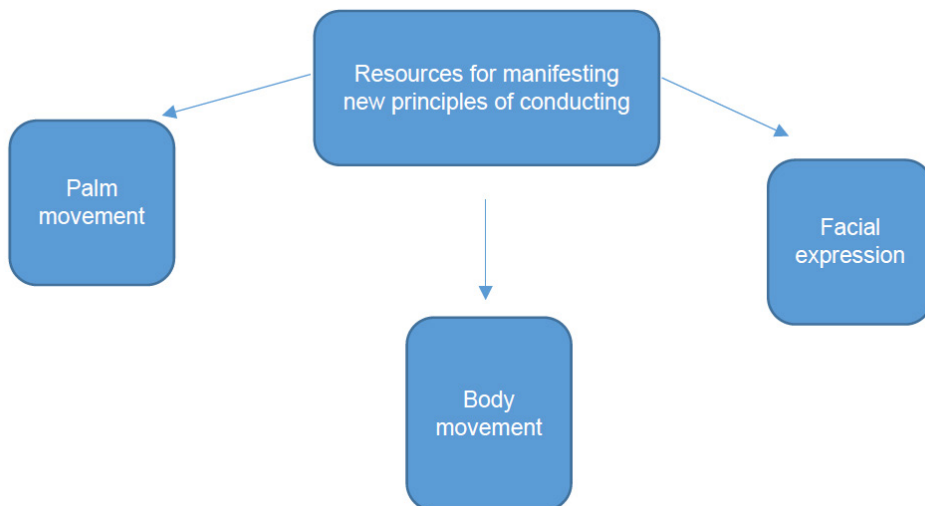 Resources for manifesting
new principles of conducting
Palm
movement
Facial
expression
Body
movement